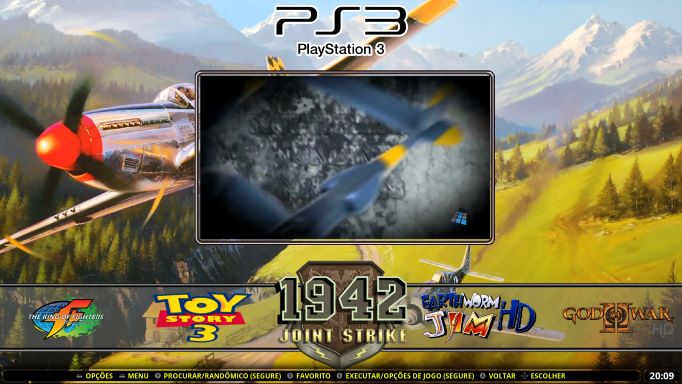 PS3
PlayStation 3
THE KING OF FIGHTERS
TOY
STORY
3
1942
JOINT STRIKE
EARTHWORM
JIM HD
GOD OF WAR
II
HD
OPÇÕES MENU PROCURAR/RANDÔMICO (SEGURE) FAVORITO EXECUTAR/OPÇÕES DE JOGO (SEGURE) VOLTAR ESCOLHER
20:09